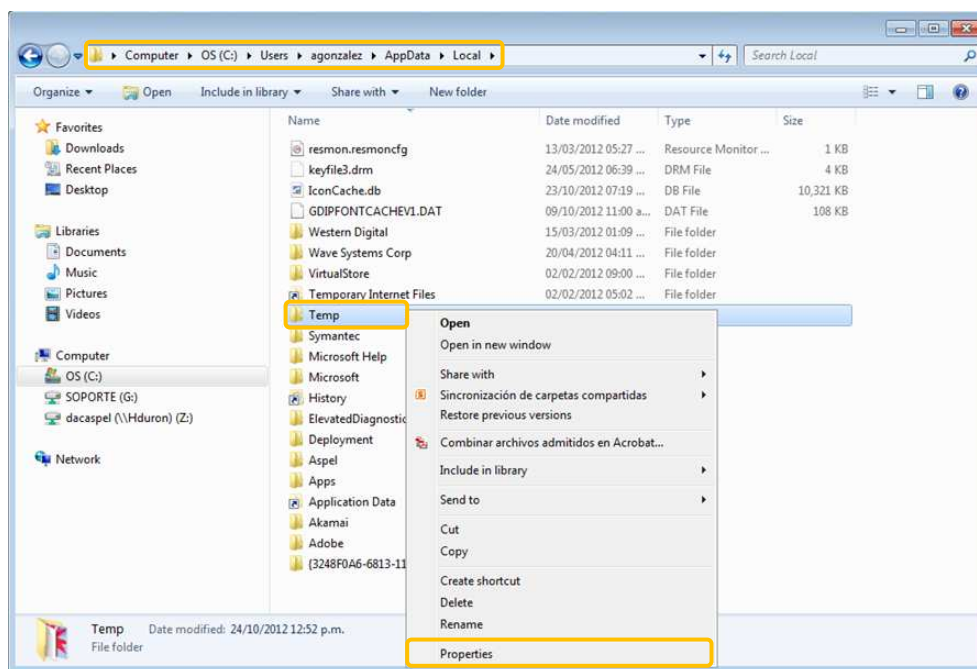 Computer ▸ OS (C:) ▸ Users ▸ agonzalez ▸ AppData ▸ Local ▸ Search Local
Organize Open Include in library Share with New folder
Favorites
Downloads
Recent Places
Desktop
Libraries
Documents
Music
Pictures
Videos
Computer
OS (C:)
SOPORTE (G:)
dacaspel (\\Hduron) (Z:)
Network
Name Date modified Type Size
resmon.resmoncfg 13/03/2012 05:27 ... Resource Monitor ... 1 KB
keyfile3.drm 24/05/2012 06:39 ... DRM File 4 KB
IconCache.db 23/10/2012 07:19 ... DB File 10,321 KB
GDIPFONTCACHEV1.DAT 09/10/2012 11:00 a... DAT File 108 KB
Western Digital 15/03/2012 01:09 ... File folder
Wave Systems Corp 20/04/2012 04:11 ... File folder
VirtualStore 02/02/2012 09:00 ... File folder
Temporary Internet Files 02/02/2012 05:02 ... File folder
Temp
Symantec
Microsoft Help
Microsoft
History
ElevatedDiagnostic
Deployment
Aspel
Apps
Application Data
Akamai
Adobe
{3248F0A6-6813-11
Open
Open in new window
Share with
Sincronización de carpetas compartidas
Restore previous versions
Combinar archivos admitidos en Acrobat...
Include in library
Send to
Cut
Copy
Create shortcut
Delete
Rename
Properties
Temp Date modified: 24/10/2012 12:52 p.m.
File folder